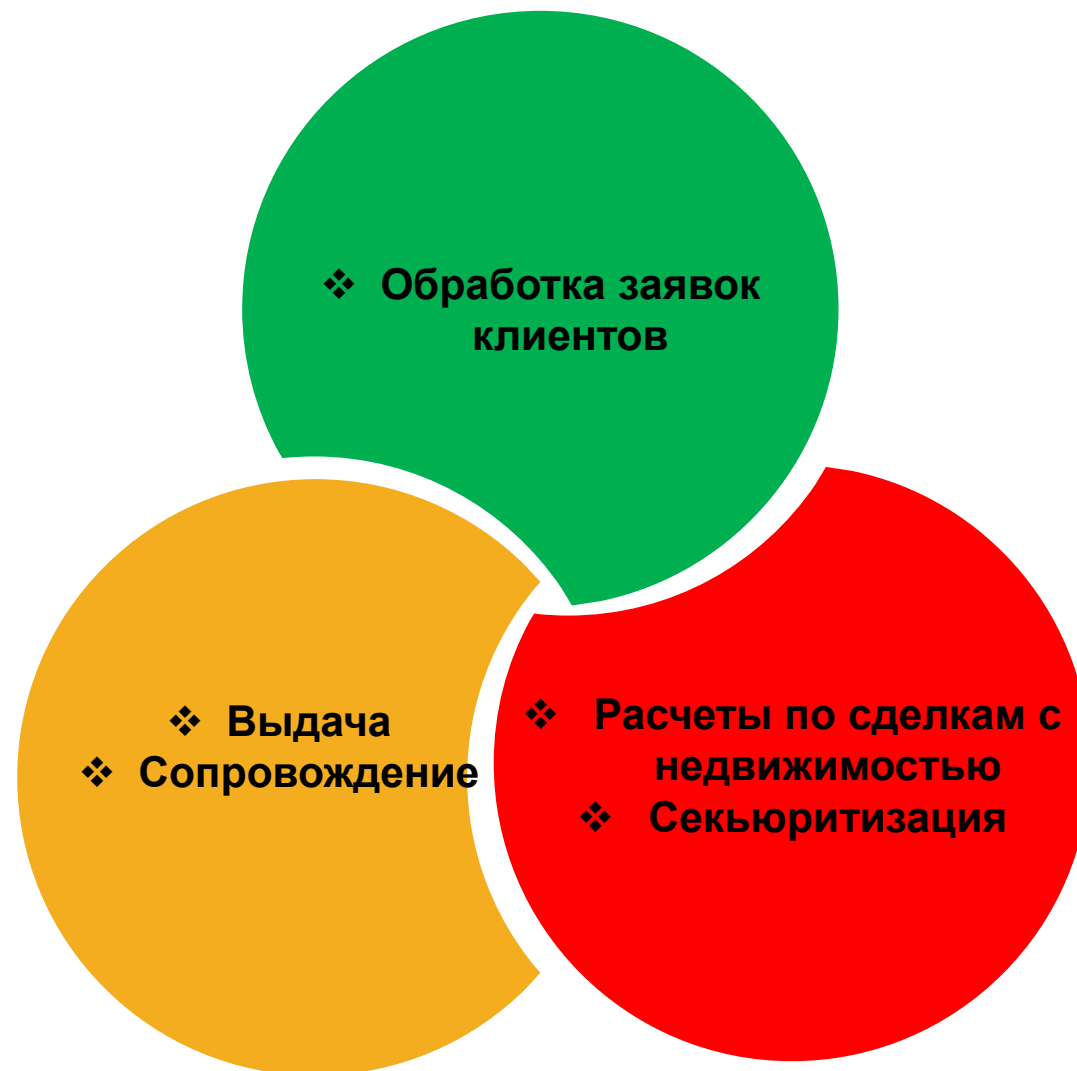 ❖ Обработка заявок
клиентов
❖ Выдача
❖ Сопровождение
❖ Расчеты по сделкам с
недвижимостью
❖ Секьюритизация